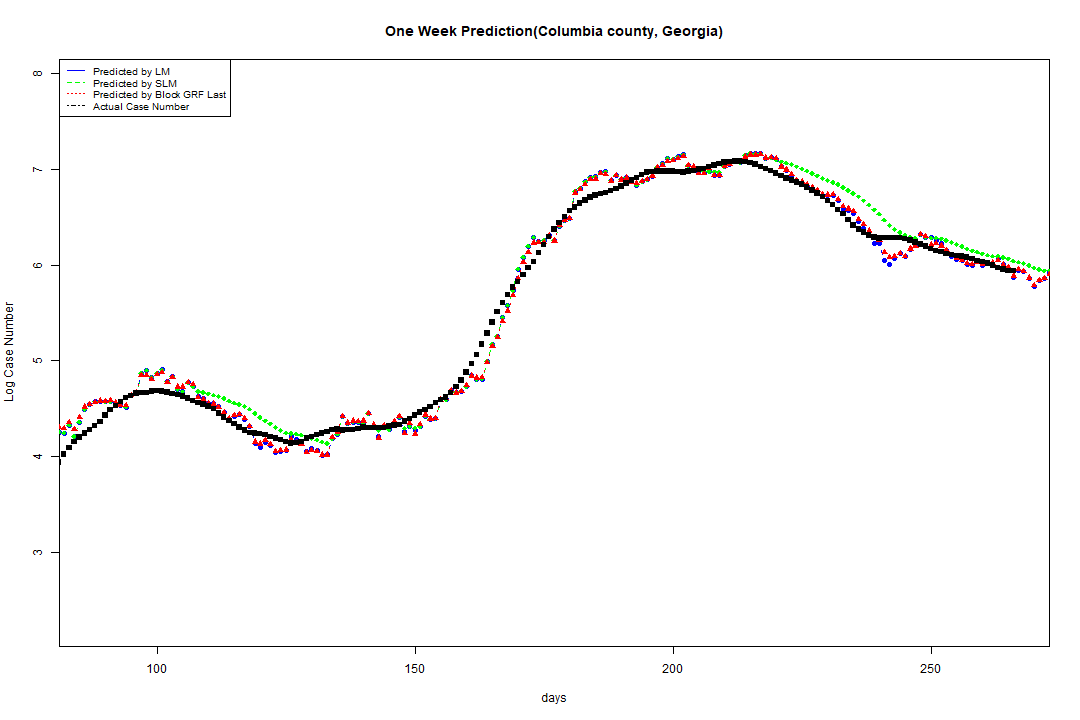 One Week Prediction(Columbia county, Georgia)
Predicted by LM
Predicted by SLM
Predicted by Block GRF Last
Actual Case Number
8
7
6
5
4
3
Log Case Number
100 150 200 250
days